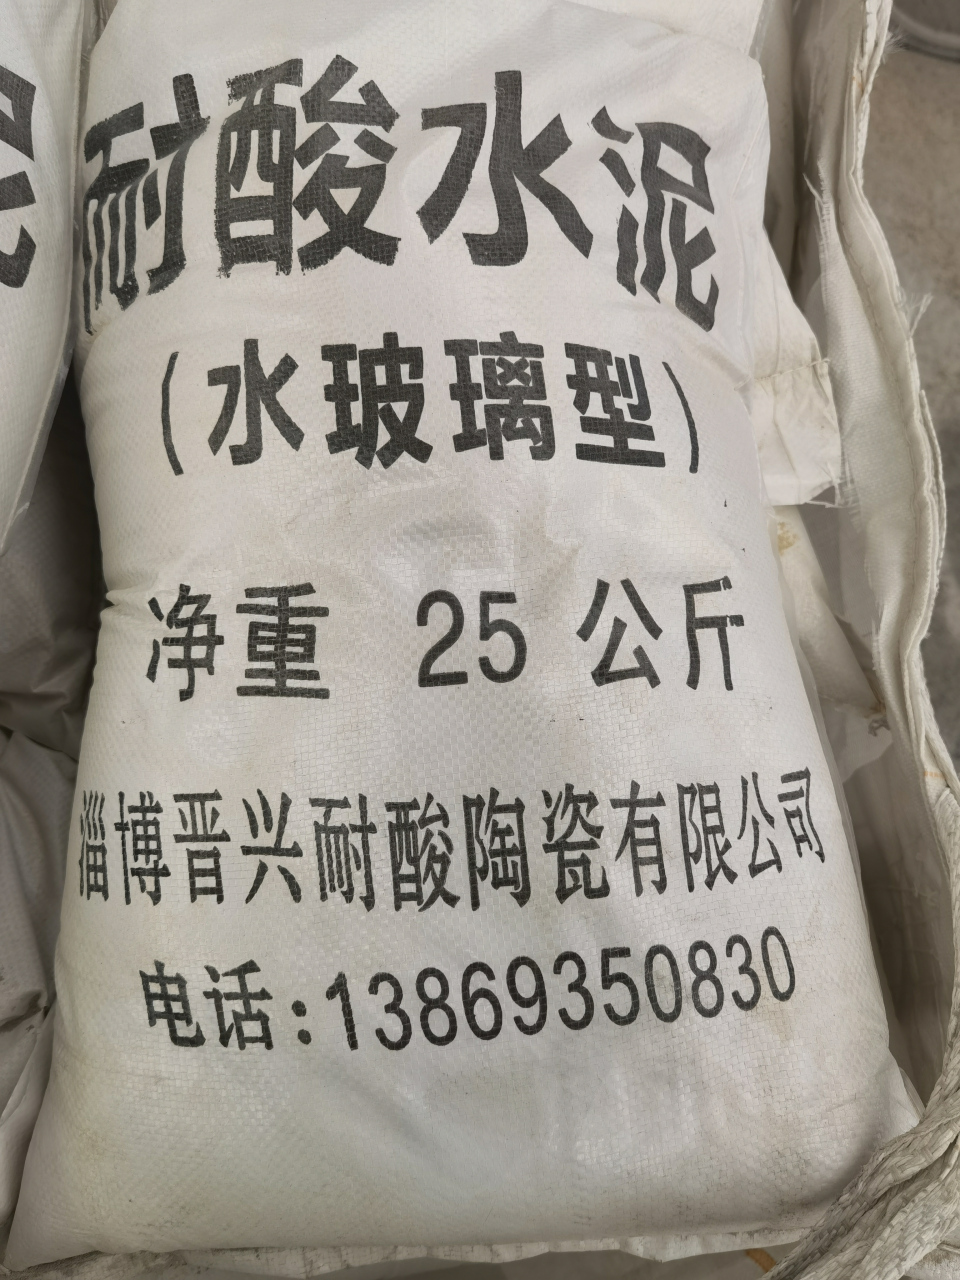 耐酸水泥
(水玻璃型)
净重 25 公斤
淄博晋兴耐酸陶瓷有限公司
电话:13869350830